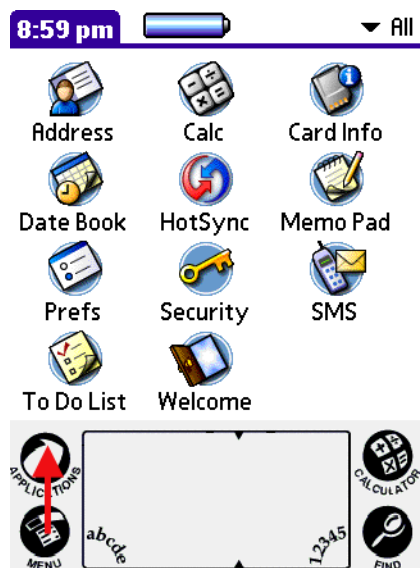 8:59 pm All
Address Calc Card Info
Date Book HotSync Memo Pad
Prefs Security SMS
To Do List Welcome
APPLICATIONS CALCULATOR
abcde 12345
MENU FIND